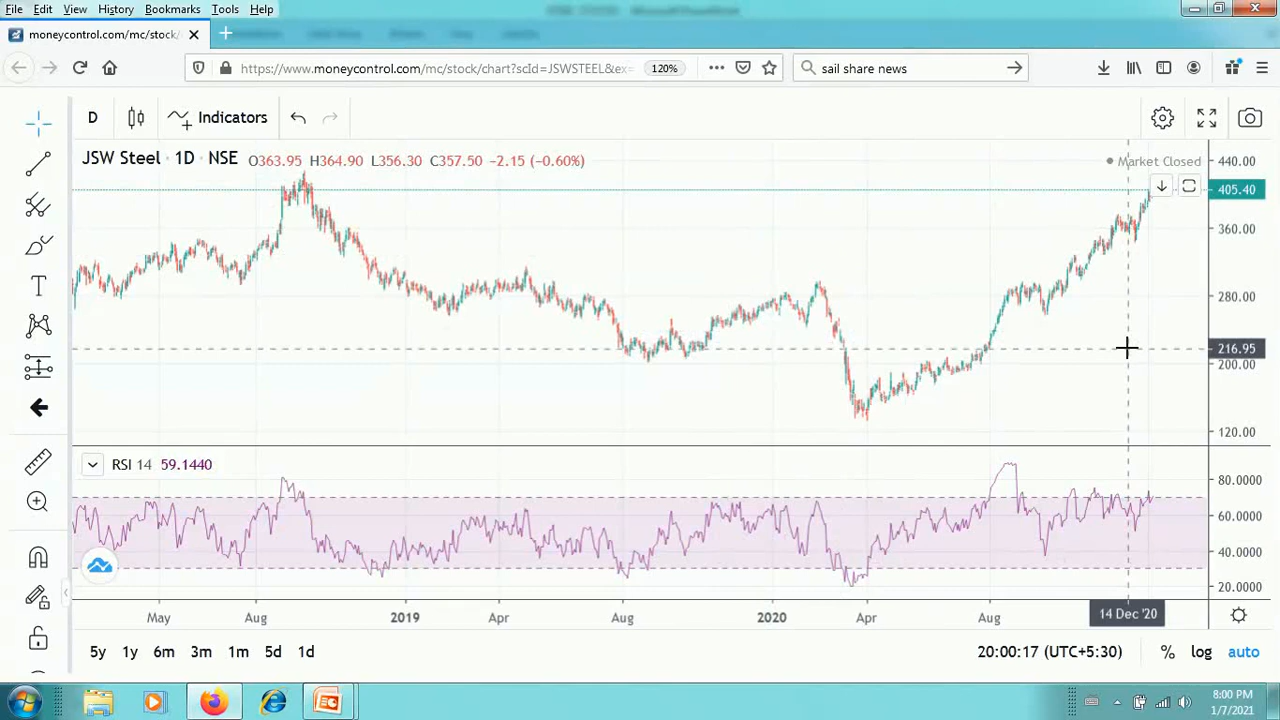 File Edit View History Bookmarks Tools Help
moneycontrol.com/mc/stock/
https://www.moneycontrol.com/mc/stock/chart?scId=JSWSTEEL&ex= 120% sail share news
D Indicators
JSW Steel 1D NSE O363.95 H364.90 L356.30 C357.50 -2.15 (-0.60%)
Market Closed
440.00
405.40
360.00
280.00
216.95
200.00
120.00
RSI 14 59.1440
80.0000
60.0000
40.0000
20.0000
May Aug 2019 Apr Aug 2020 Apr Aug 14 Dec '20
5y 1y 6m 3m 1m 5d 1d 20:00:17 (UTC+5:30) % log auto
8:00 PM
1/7/2021